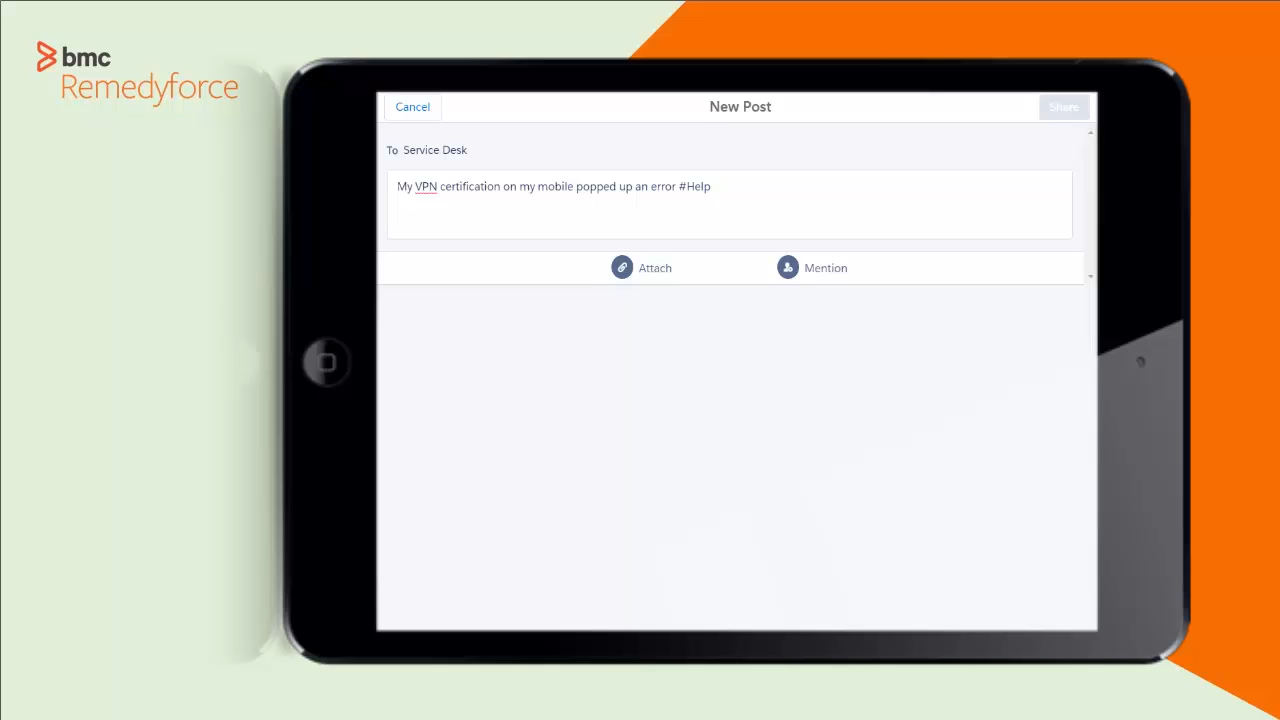 bmc
Remedyforce
Cancel
New Post
Share
To Service Desk
My VPN certification on my mobile popped up an error #Help
Attach
Mention